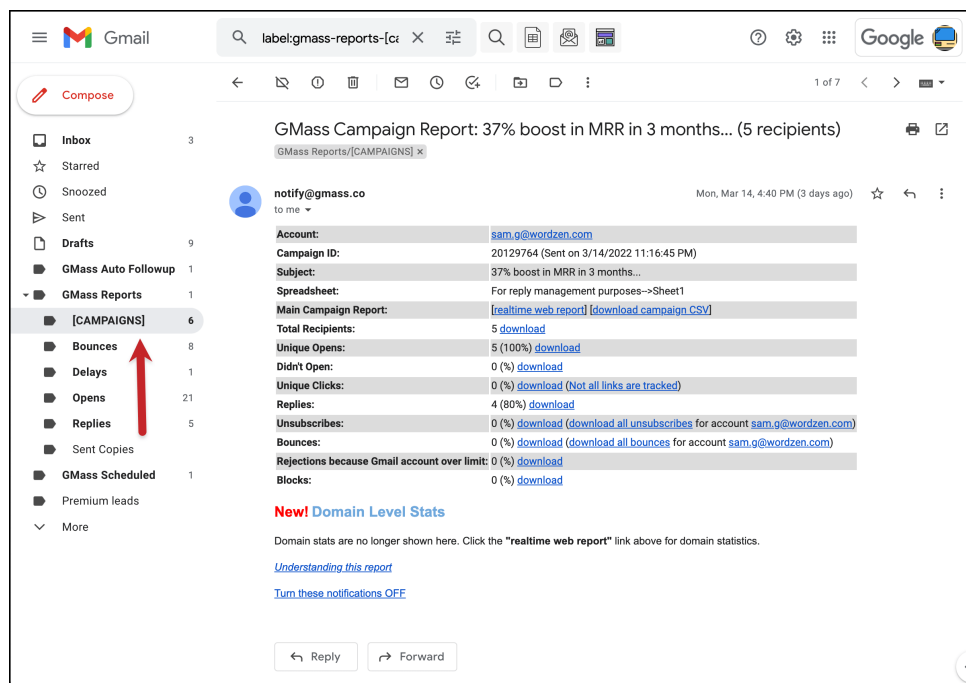 Gmail
label:gmass-reports-[ca
Google
Compose
1 of 7
Inbox 3
Starred
Snoozed
Sent
Drafts 9
GMass Auto Followup 1
GMass Reports 1
[CAMPAIGNS] 6
Bounces 8
Delays 1
Opens 21
Replies 5
Sent Copies
GMass Scheduled 1
Premium leads
More
GMass Campaign Report: 37% boost in MRR in 3 months... (5 recipients)
GMass Reports/[CAMPAIGNS] ×
notify@gmass.co Mon, Mar 14, 4:40 PM (3 days ago)
to me
Account: sam.g@wordzen.com
Campaign ID: 20129764 (Sent on 3/14/2022 11:16:45 PM)
Subject: 37% boost in MRR in 3 months...
Spreadsheet: For reply management purposes-->Sheet1
Main Campaign Report: [realtime web report] [download campaign CSV]
Total Recipients: 5 download
Unique Opens: 5 (100%) download
Didn't Open: 0 (%) download
Unique Clicks: 0 (%) download (Not all links are tracked)
Replies: 4 (80%) download
Unsubscribes: 0 (%) download (download all unsubscribes for account sam.g@wordzen.com)
Bounces: 0 (%) download (download all bounces for account sam.g@wordzen.com)
Rejections because Gmail account over limit: 0 (%) download
Blocks: 0 (%) download
New! Domain Level Stats
Domain stats are no longer shown here. Click the "realtime web report" link above for domain statistics.
Understanding this report
Turn these notifications OFF
Reply
Forward